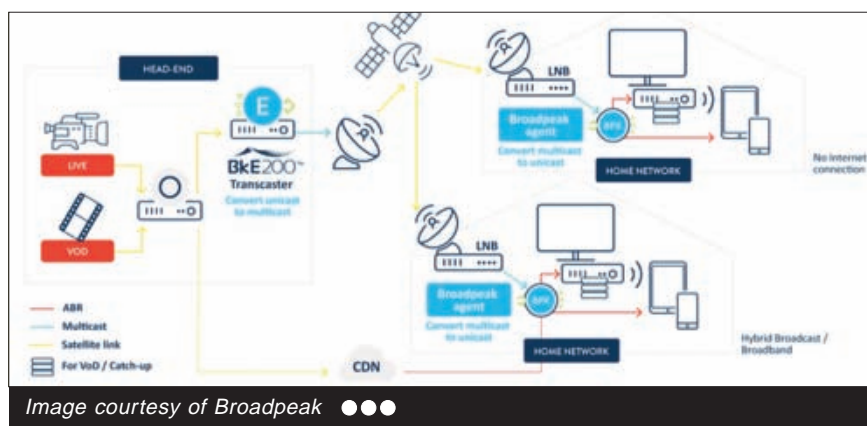 HEAD-END
LIVE
VOD
E
BkE200™
Transcaster
Convert unicast
to multicast
LNB
Broadpeak
agent
Convert multicast
to unicast
HOME NETWORK
No internet
connection
LNB
Broadpeak
agent
Convert multicast
to unicast
HOME NETWORK
Hybrid Broadcast /
Broadband
ABR
Multicast
Satellite link
For VoD / Catch-up
CDN
Image courtesy of Broadpeak